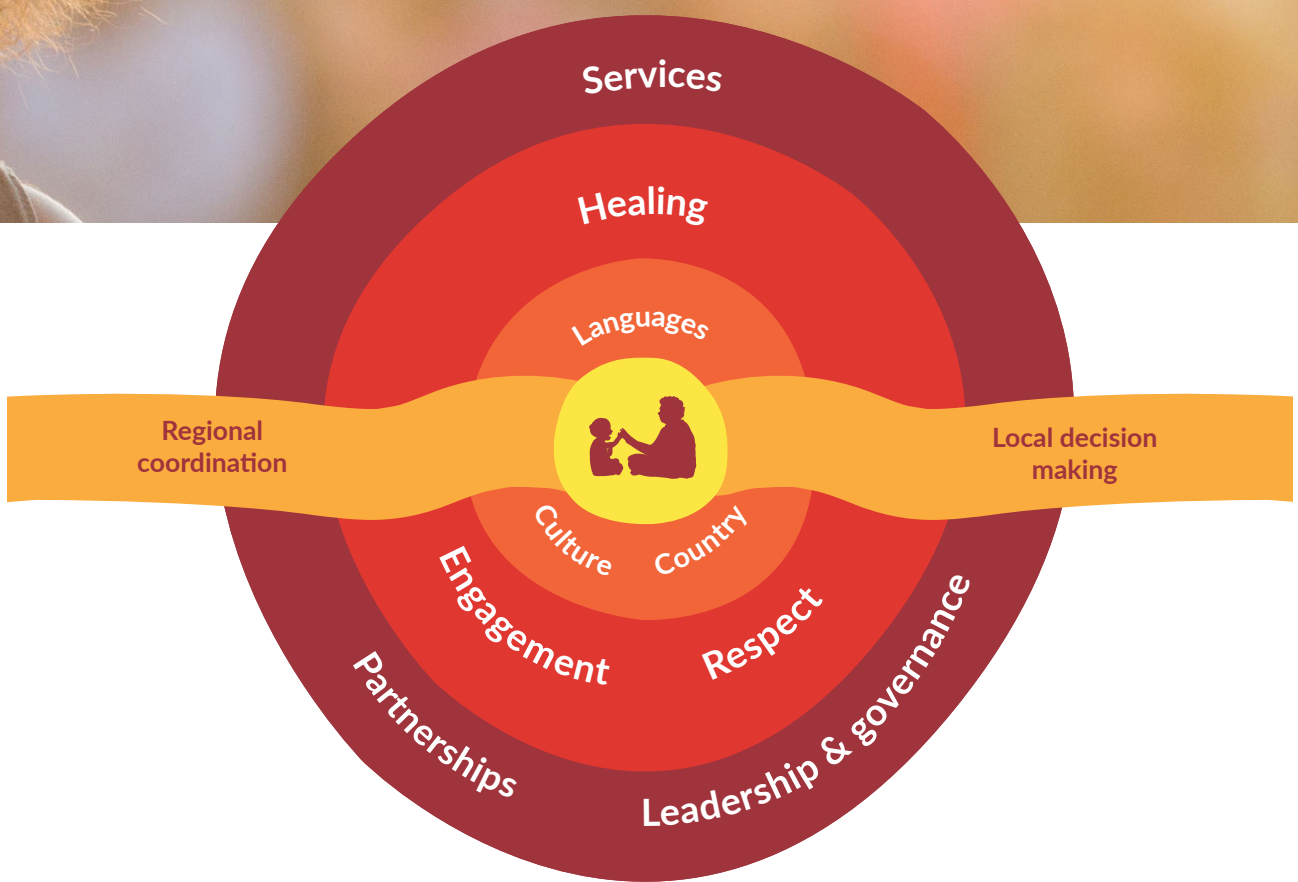 Services
Healing
Languages
Regional
coordination
Local decision
making
Culture
Country
Engagement
Respect
Partnerships
Leadership & governance